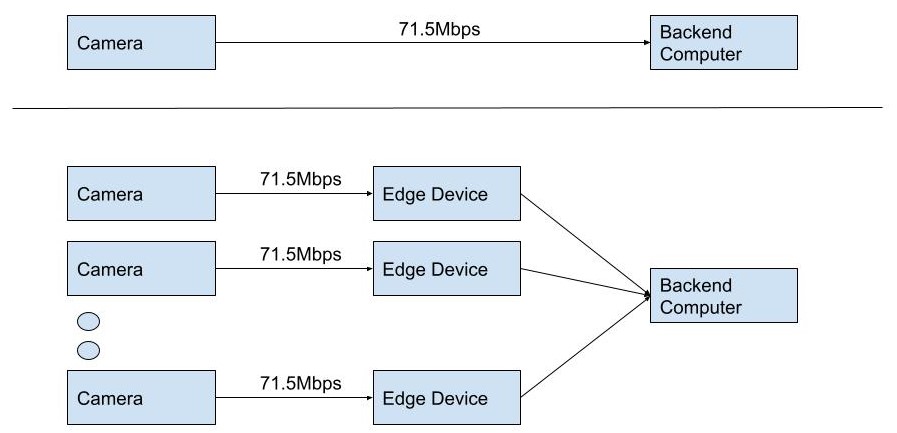 Camera
71.5Mbps
Backend
Computer
Camera
71.5Mbps
Edge Device
Camera
71.5Mbps
Edge Device
Backend
Computer
Camera
71.5Mbps
Edge Device